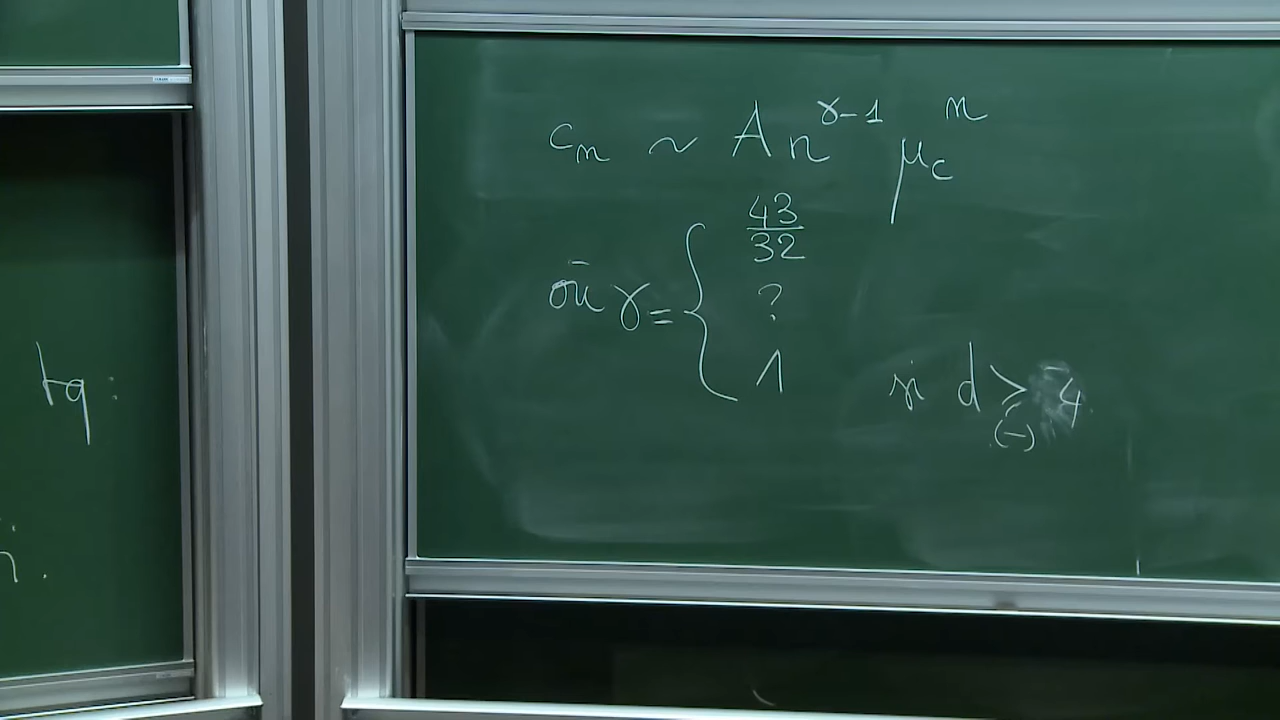 tq :
n.
c_n ~ A n^{γ-1} μ_c^n
où γ = { 43/32
?
1 si d ≥ 4
(-)